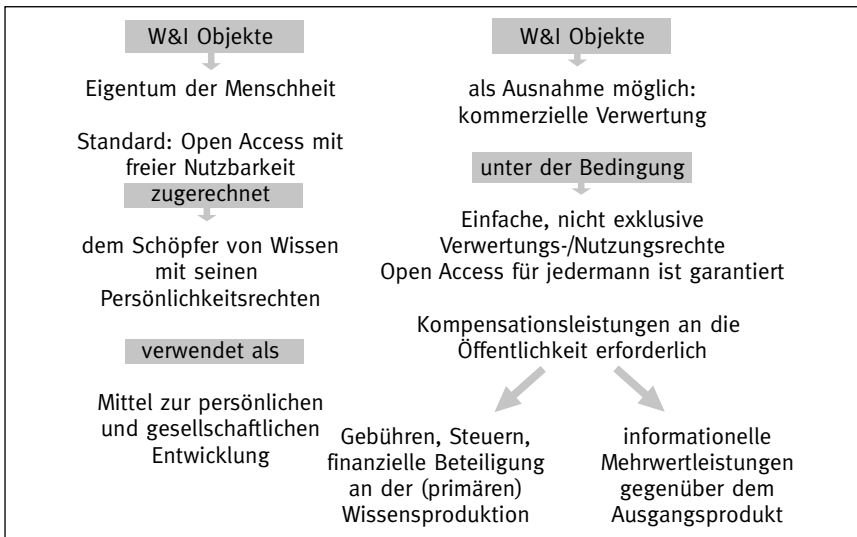 W&I Objekte
Eigentum der Menschheit
Standard: Open Access mit
freier Nutzbarkeit
zugerechnet
dem Schöpfer von Wissen
mit seinen
Persönlichkeitsrechten
verwendet als
Mittel zur persönlichen
und gesellschaftlichen
Entwicklung
W&I Objekte
als Ausnahme möglich:
kommerzielle Verwertung
unter der Bedingung
Einfache, nicht exklusive
Verwertungs-/Nutzungsrechte
Open Access für jedermann ist garantiert
Kompensationsleistungen an die
Öffentlichkeit erforderlich
Gebühren, Steuern,
finanzielle Beteiligung
an der (primären)
Wissensproduktion
informationelle
Mehrwertleistungen
gegenüber dem
Ausgangsprodukt